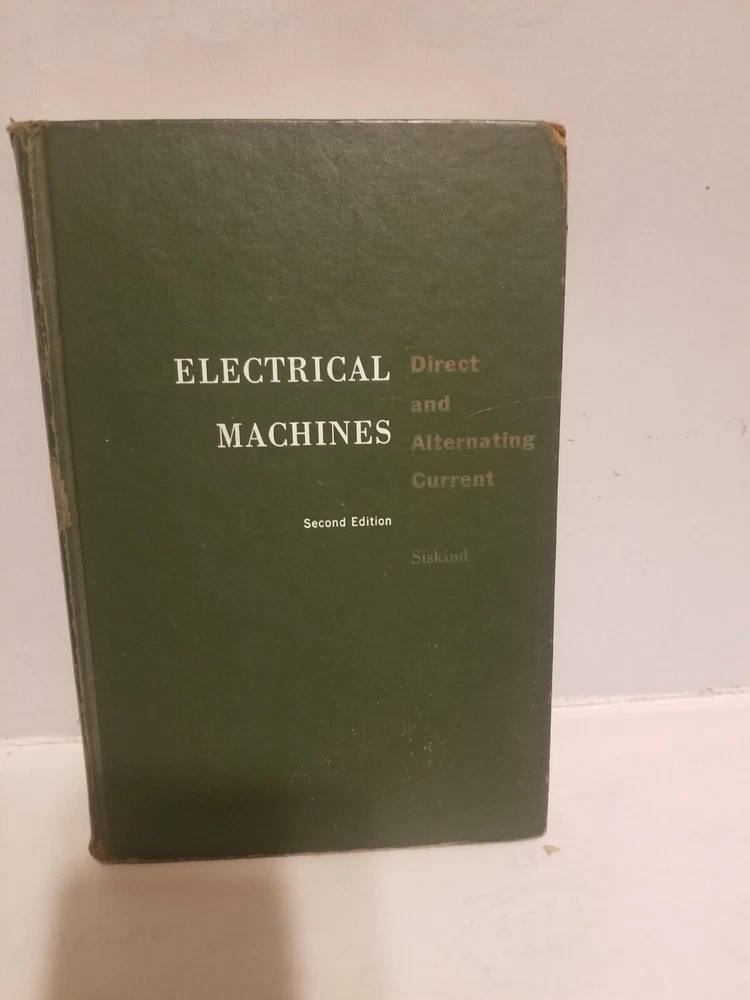 ELECTRICAL
MACHINES
Second Edition
Direct
and
Alternating
Current
Siskind